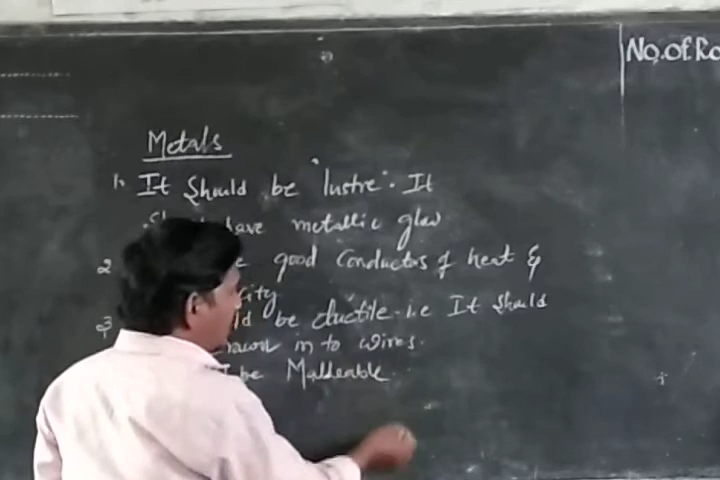 No. of Ro
Metals
1. It should be "lustre". It
have metallic glow
2 good conductors of heat &
city
3 be ductile. i.e It should
in to wires.
be Malleable.